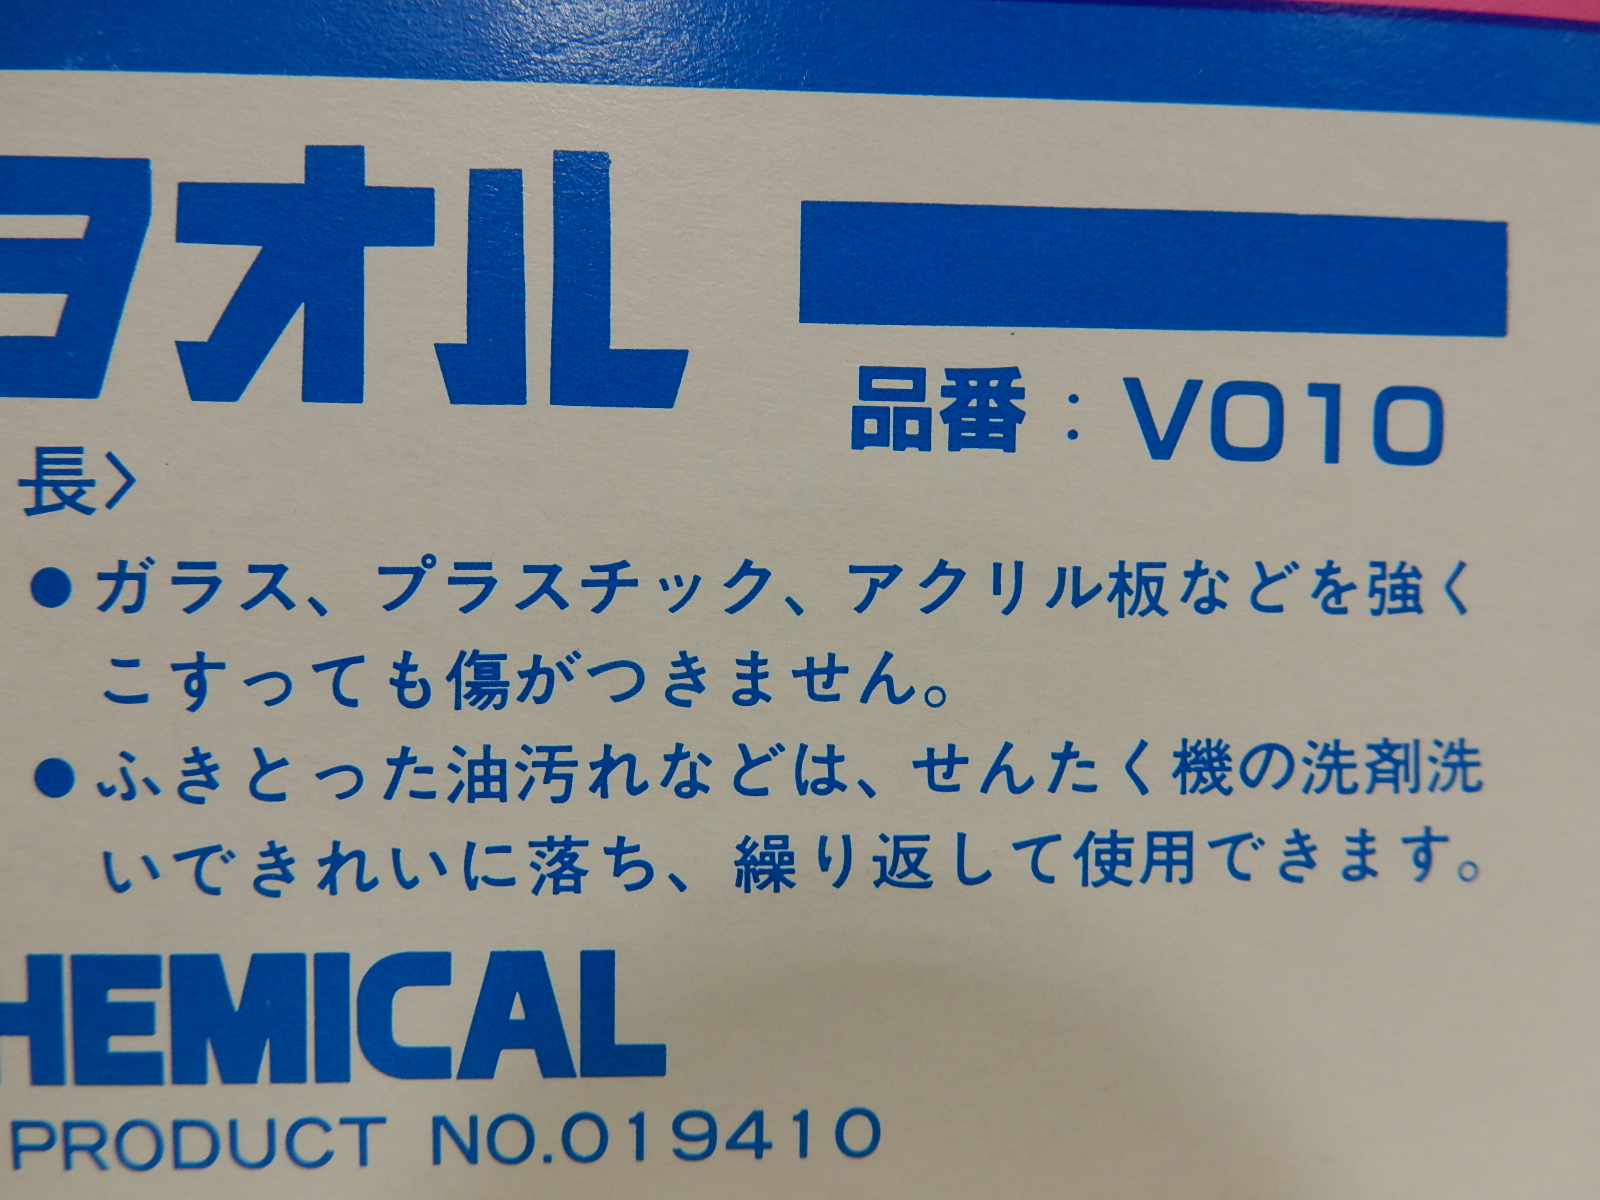 オル
品番：V010
長〉
●ガラス、プラスチック、アクリル板などを強く
こすっても傷がつきません。
●ふきとった油汚れなどは、せんたく機の洗剤洗
いできれいに落ち、繰り返して使用できます。
HEMICAL
PRODUCT NO.019410